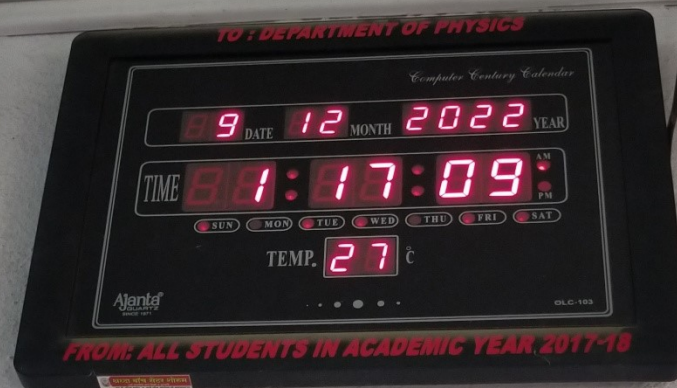 TO : DEPARTMENT OF PHYSICS
Computer Century Calendar
9 DATE 12 MONTH 2022 YEAR
TIME 1 : 17 : 09 AM PM
SUN MON TUE WED THU FRI SAT
TEMP. 27 °C
Ajanta®
QUARTZ
SINCE 1971
OLC-103
FROM: ALL STUDENTS IN ACADEMIC YEAR 2017-18